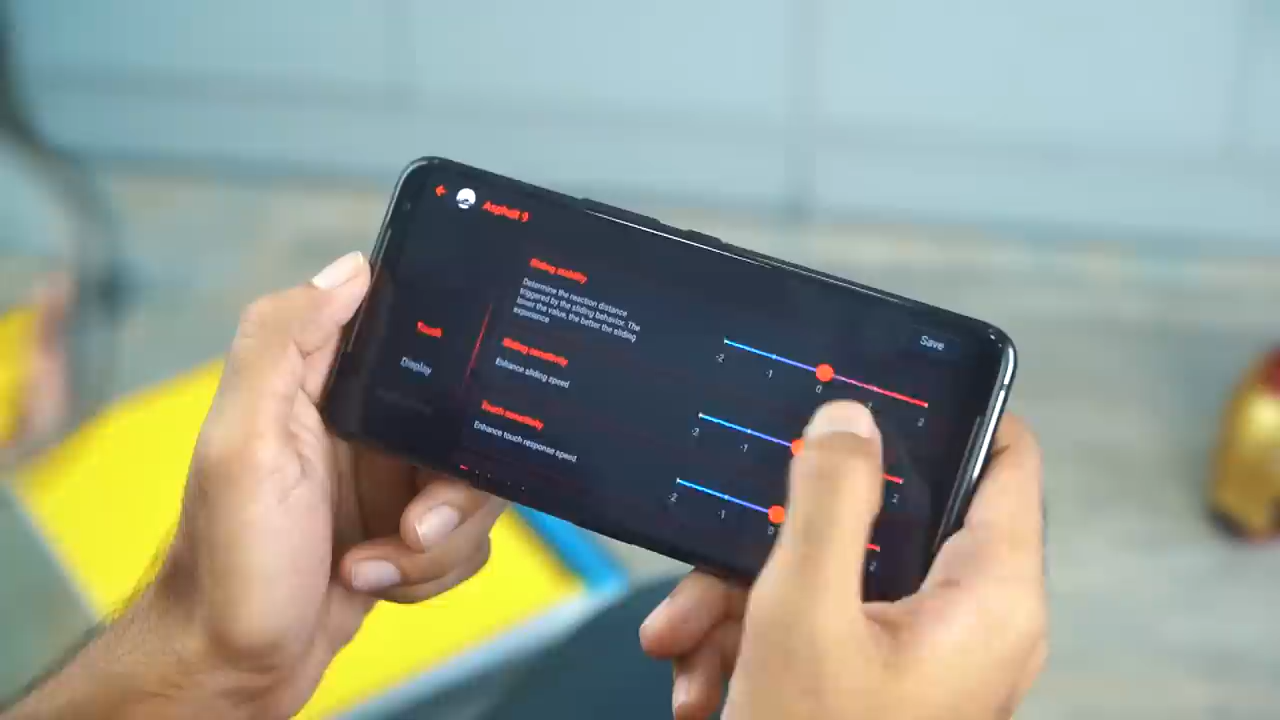 Asphalt 9
Save
Touch
Display
Sliding stability
Determine the reaction distance
triggered by the sliding behavior. The
lower the value, the better the sliding
experience
-2 -1 0 1 2
Sliding sensitivity
Enhance sliding speed
-2 -1 2
Touch sensitivity
Enhance touch response speed
-2 -1 0 2